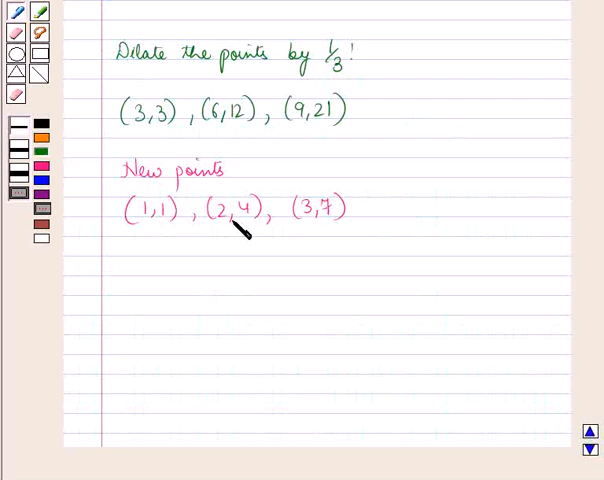 Dilate the points by 1/3!
(3,3) , (6,12) , (9,21)
New points
(1,1) , (2,4), (3,7)